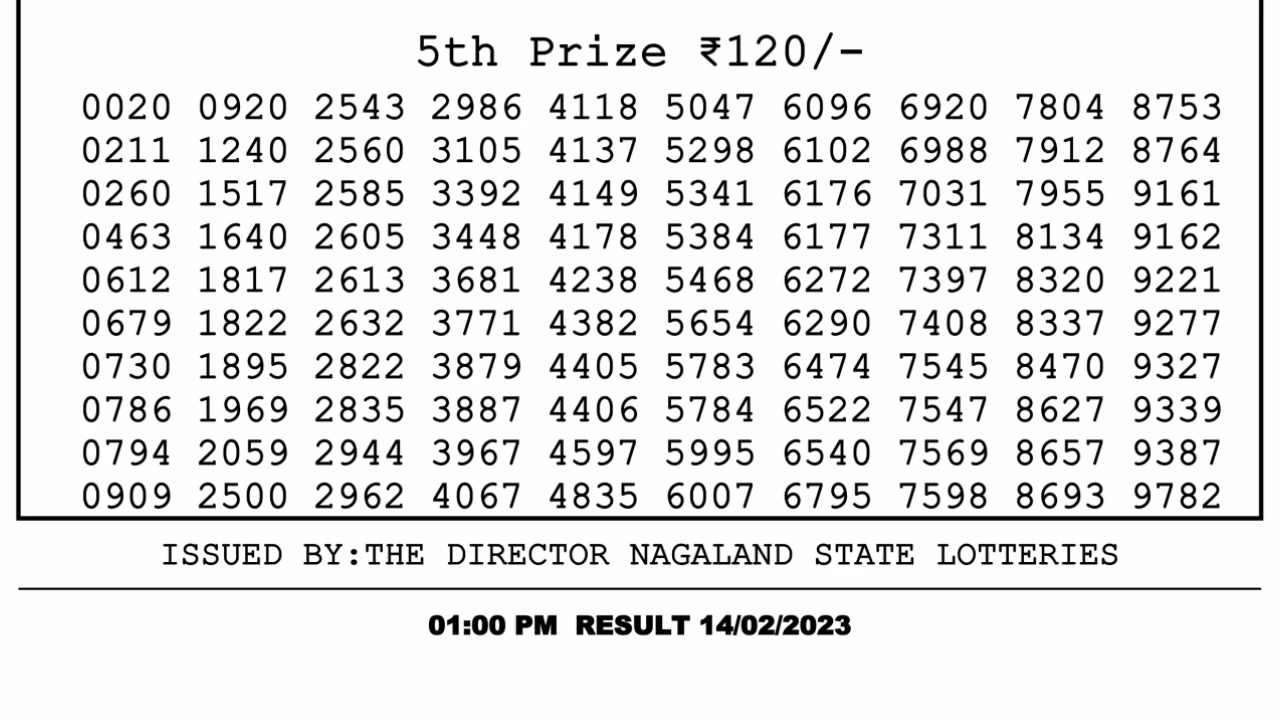 5th Prize ₹120/-
0020 0920 2543 2986 4118 5047 6096 6920 7804 8753
0211 1240 2560 3105 4137 5298 6102 6988 7912 8764
0260 1517 2585 3392 4149 5341 6176 7031 7955 9161
0463 1640 2605 3448 4178 5384 6177 7311 8134 9162
0612 1817 2613 3681 4238 5468 6272 7397 8320 9221
0679 1822 2632 3771 4382 5654 6290 7408 8337 9277
0730 1895 2822 3879 4405 5783 6474 7545 8470 9327
0786 1969 2835 3887 4406 5784 6522 7547 8627 9339
0794 2059 2944 3967 4597 5995 6540 7569 8657 9387
0909 2500 2962 4067 4835 6007 6795 7598 8693 9782
ISSUED BY:THE DIRECTOR NAGALAND STATE LOTTERIES
01:00 PM RESULT 14/02/2023